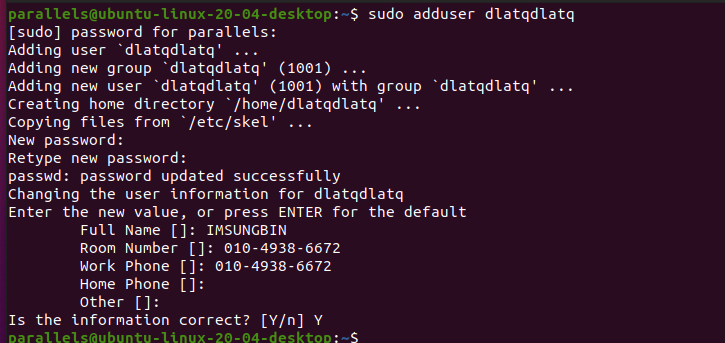 parallels@ubuntu-linux-20-04-desktop:~$ sudo adduser dlatqdlatq
[sudo] password for parallels:
Adding user `dlatqdlatq' ...
Adding new group `dlatqdlatq' (1001) ...
Adding new user `dlatqdlatq' (1001) with group `dlatqdlatq' ...
Creating home directory `/home/dlatqdlatq' ...
Copying files from `/etc/skel' ...
New password:
Retype new password:
passwd: password updated successfully
Changing the user information for dlatqdlatq
Enter the new value, or press ENTER for the default
        Full Name []: IMSUNGBIN
        Room Number []: 010-4938-6672
        Work Phone []: 010-4938-6672
        Home Phone []:
        Other []:
Is the information correct? [Y/n] Y
parallels@ubuntu-linux-20-04-desktop:~$